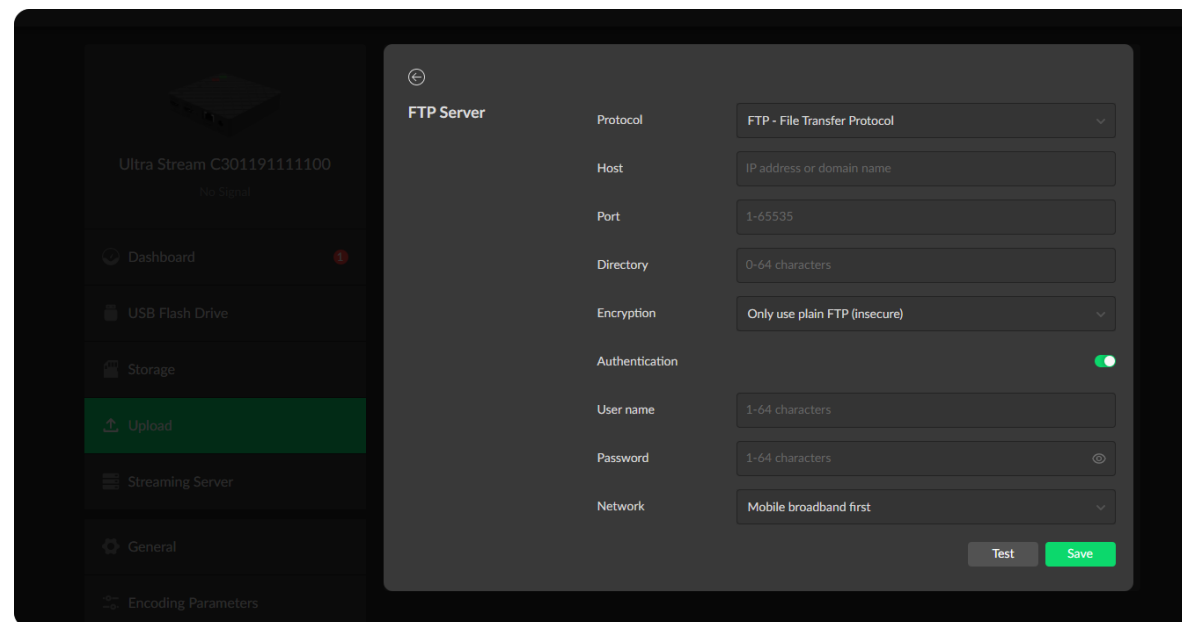 Ultra Stream C301191111100
No Signal
Dashboard 1
USB Flash Drive
Storage
Upload
Streaming Server
General
Encoding Parameters
FTP Server
Protocol FTP - File Transfer Protocol
Host IP address or domain name
Port 1-65535
Directory 0-64 characters
Encryption Only use plain FTP (insecure)
Authentication
User name 1-64 characters
Password 1-64 characters
Network Mobile broadband first
Test Save